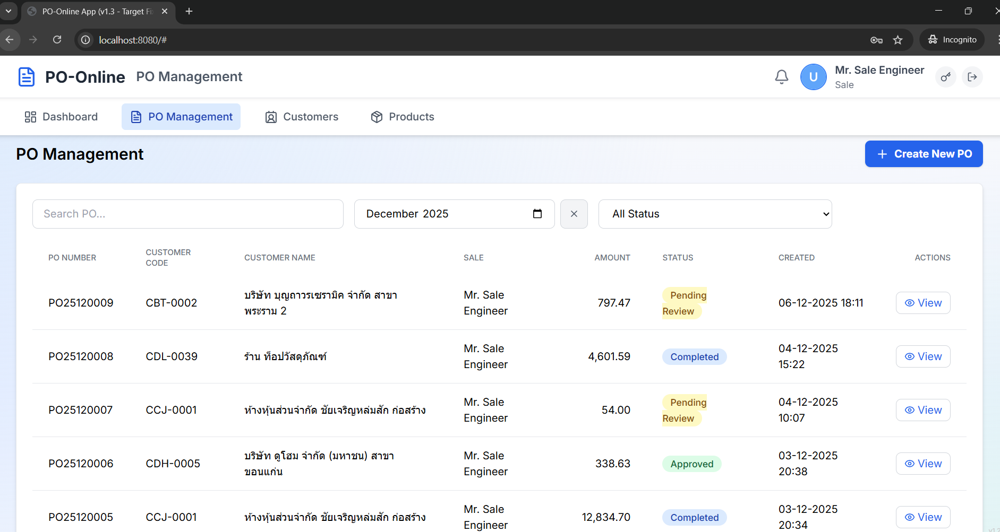 PO-Online App (v1.3 - Target Fi
localhost:8080/#
Incognito
PO-Online PO Management
Mr. Sale Engineer
Sale
U
Dashboard PO Management Customers Products
PO Management
Create New PO
Search PO...
December 2025
All Status
PO NUMBER CUSTOMER CODE CUSTOMER NAME SALE AMOUNT STATUS CREATED ACTIONS
PO25120009 CBT-0002 บริษัท บุญถาวรเซรามิค จำกัด สาขา พระราม 2 Mr. Sale Engineer 797.47 Pending Review 06-12-2025 18:11 View
PO25120008 CDL-0039 ร้าน ท็อปวัสดุภัณฑ์ Mr. Sale Engineer 4,601.59 Completed 04-12-2025 15:22 View
PO25120007 CCJ-0001 ห้างหุ้นส่วนจำกัด ชัยเจริญหล่มสัก ก่อสร้าง Mr. Sale Engineer 54.00 Pending Review 04-12-2025 10:07 View
PO25120006 CDH-0005 บริษัท ดูโฮม จำกัด (มหาชน) สาขา ขอนแก่น Mr. Sale Engineer 338.63 Approved 03-12-2025 20:38 View
PO25120005 CCJ-0001 ห้างหุ้นส่วนจำกัด ชัยเจริญหล่มสัก ก่อสร้าง Mr. Sale Engineer 12,834.70 Completed 03-12-2025 20:34 View